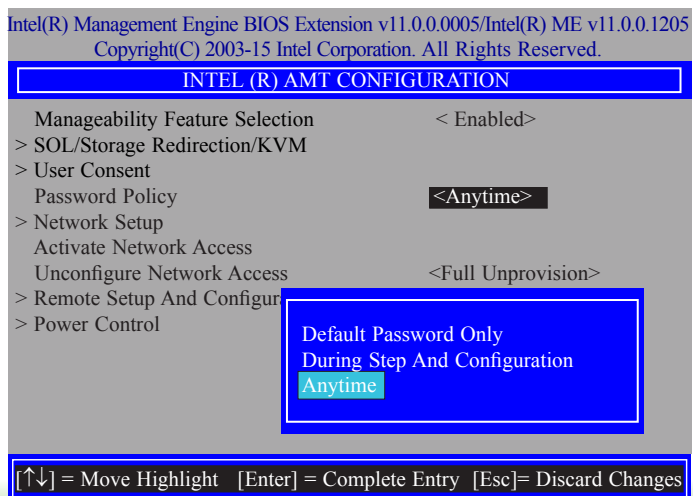 Intel(R) Management Engine BIOS Extension v11.0.0.0005/Intel(R) ME v11.0.0.1205
Copyright(C) 2003-15 Intel Corporation. All Rights Reserved.
INTEL (R) AMT CONFIGURATION
Manageability Feature Selection < Enabled>
> SOL/Storage Redirection/KVM
> User Consent
Password Policy <Anytime>
> Network Setup
Activate Network Access
Unconfigure Network Access <Full Unprovision>
> Remote Setup And Configura
> Power Control
Default Password Only
During Step And Configuration
Anytime
[↑↓] = Move Highlight [Enter] = Complete Entry [Esc]= Discard Changes